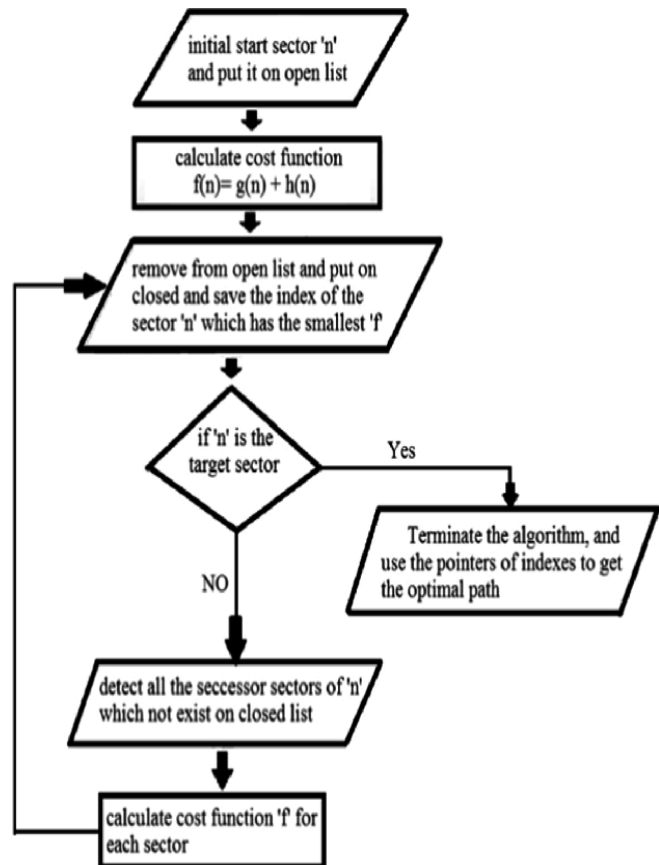 initial start sector 'n'
and put it on open list
calculate cost function
f(n)= g(n) + h(n)
remove from open list and put on
closed and save the index of the
sector 'n' which has the smallest 'f'
if 'n' is the
target sector
Yes
Terminate the algorithm, and
use the pointers of indexes to get
the optimal path
NO
detect all the seccessor sectors of 'n'
which not exist on closed list
calculate cost function 'f' for
each sector